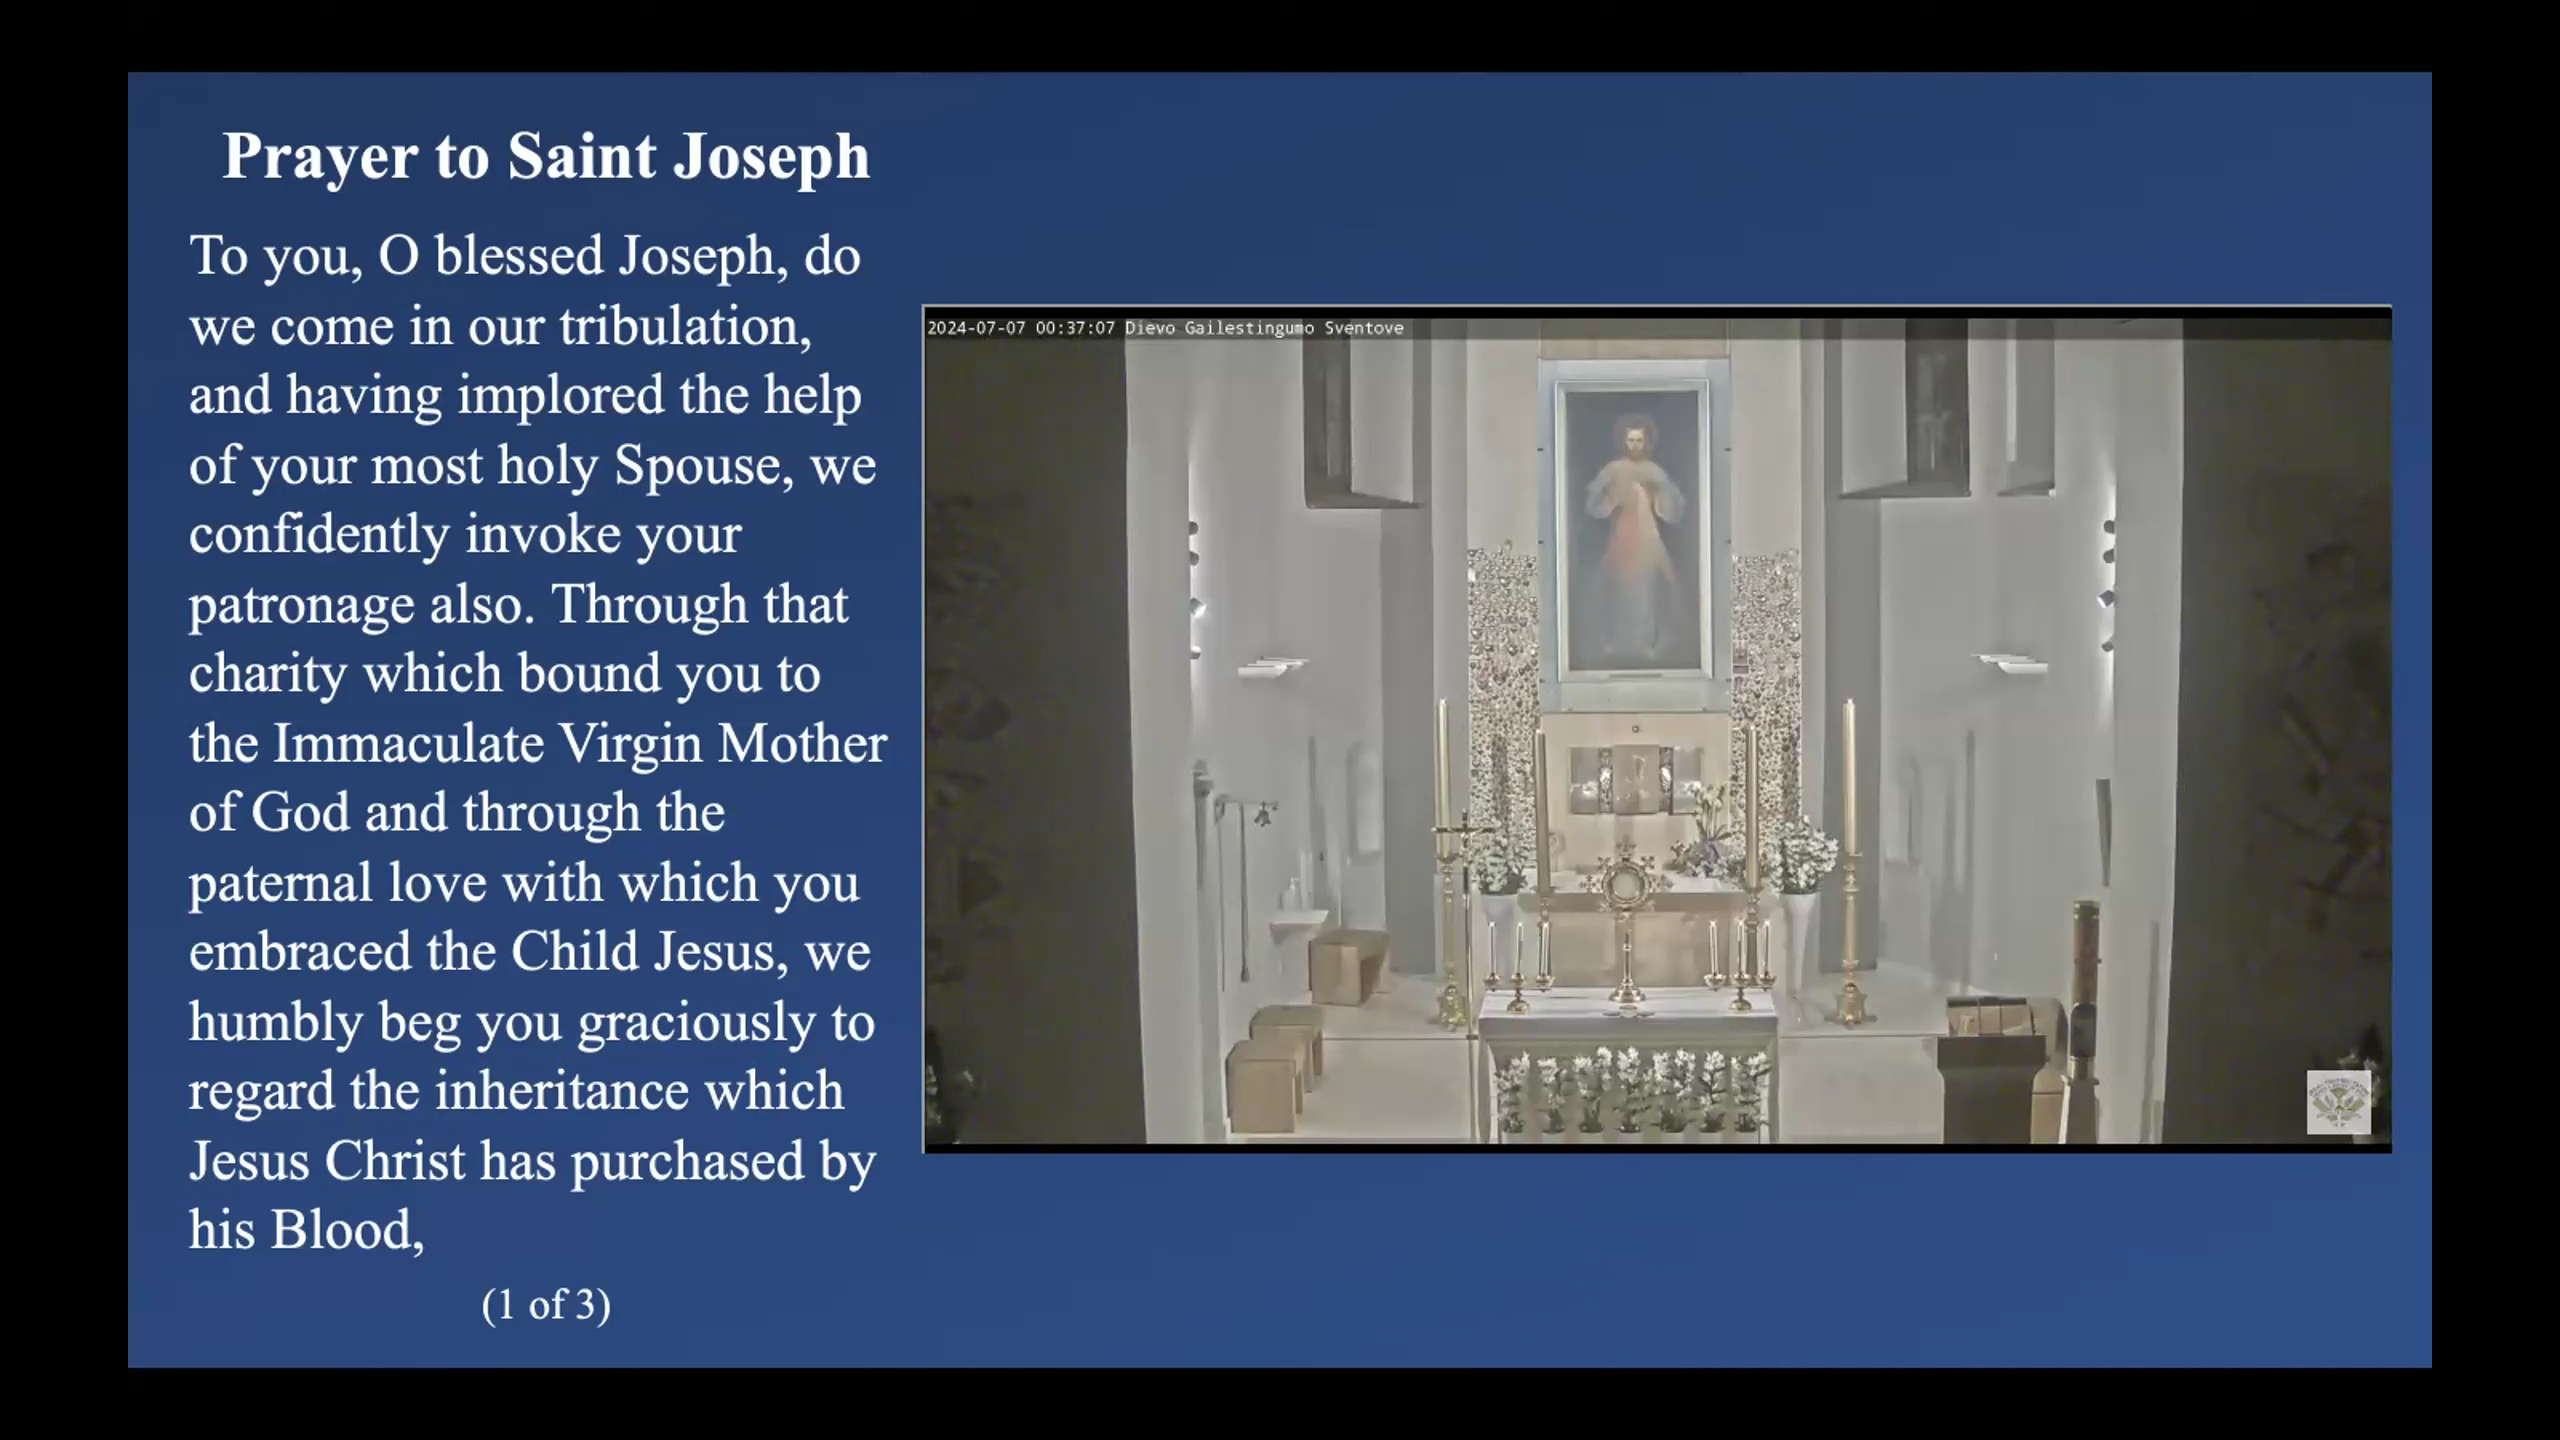 Prayer to Saint Joseph
To you, O blessed Joseph, do
we come in our tribulation,
and having implored the help
of your most holy Spouse, we
confidently invoke your
patronage also. Through that
charity which bound you to
the Immaculate Virgin Mother
of God and through the
paternal love with which you
embraced the Child Jesus, we
humbly beg you graciously to
regard the inheritance which
Jesus Christ has purchased by
his Blood,
(1 of 3)
2024-07-07 00:37:07 Dievo Gailestingumo Sventove